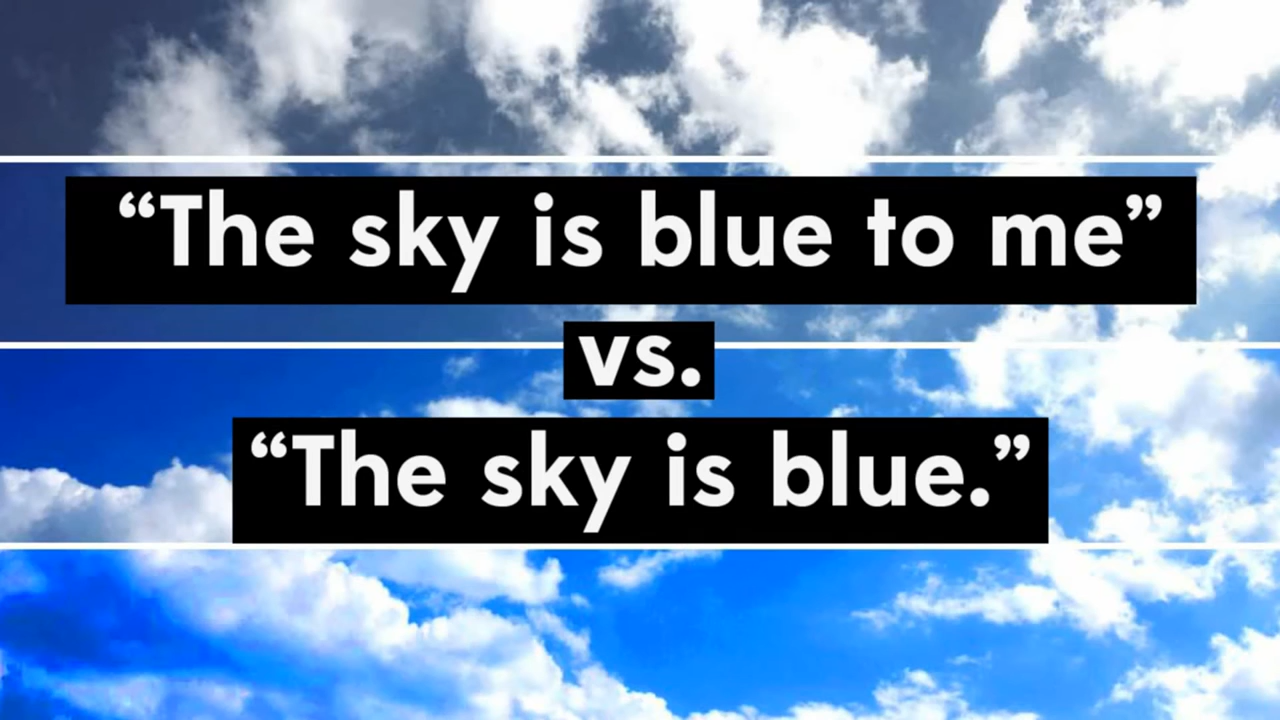 “The sky is blue to me”
vs.
“The sky is blue.”